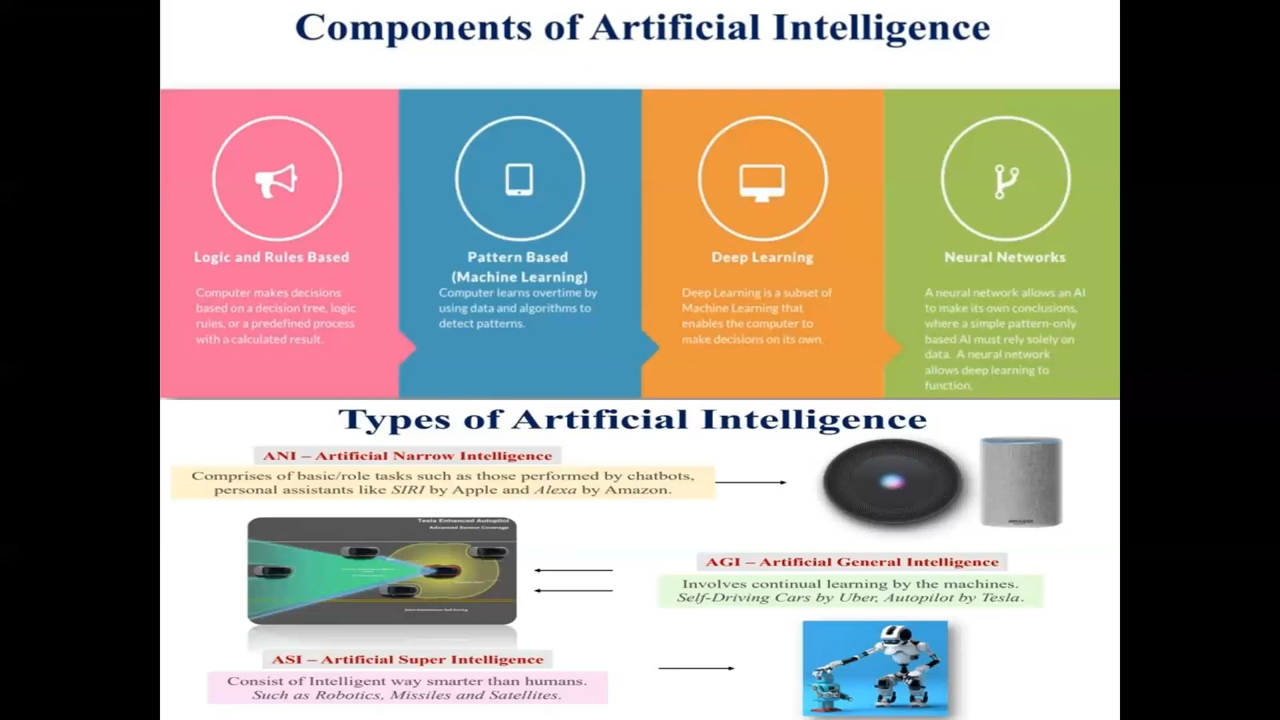 Components of Artificial Intelligence
Logic and Rules Based
Computer makes decisions
based on a decision tree, logic
rules, or a predefined process
with a calculated result.
Pattern Based
(Machine Learning)
Computer learns overtime by
using data and algorithms to
detect patterns.
Deep Learning
Deep Learning is a subset of
Machine Learning that
enables the computer to
make decisions on its own.
Neural Networks
A neural network allows an AI
to make its own conclusions,
where a simple pattern-only
based AI must rely solely on
data. A neural network
allows deep learning to
function.
Types of Artificial Intelligence
ANI – Artificial Narrow Intelligence
Comprises of basic/role tasks such as those performed by chatbots,
personal assistants like SIRI by Apple and Alexa by Amazon.
amazon
Tesla Enhanced Autopilot
Advanced Sensor Coverage
AGI – Artificial General Intelligence
Involves continual learning by the machines.
Self-Driving Cars by Uber, Autopilot by Tesla.
ASI – Artificial Super Intelligence
Consist of Intelligent way smarter than humans.
Such as Robotics, Missiles and Satellites.